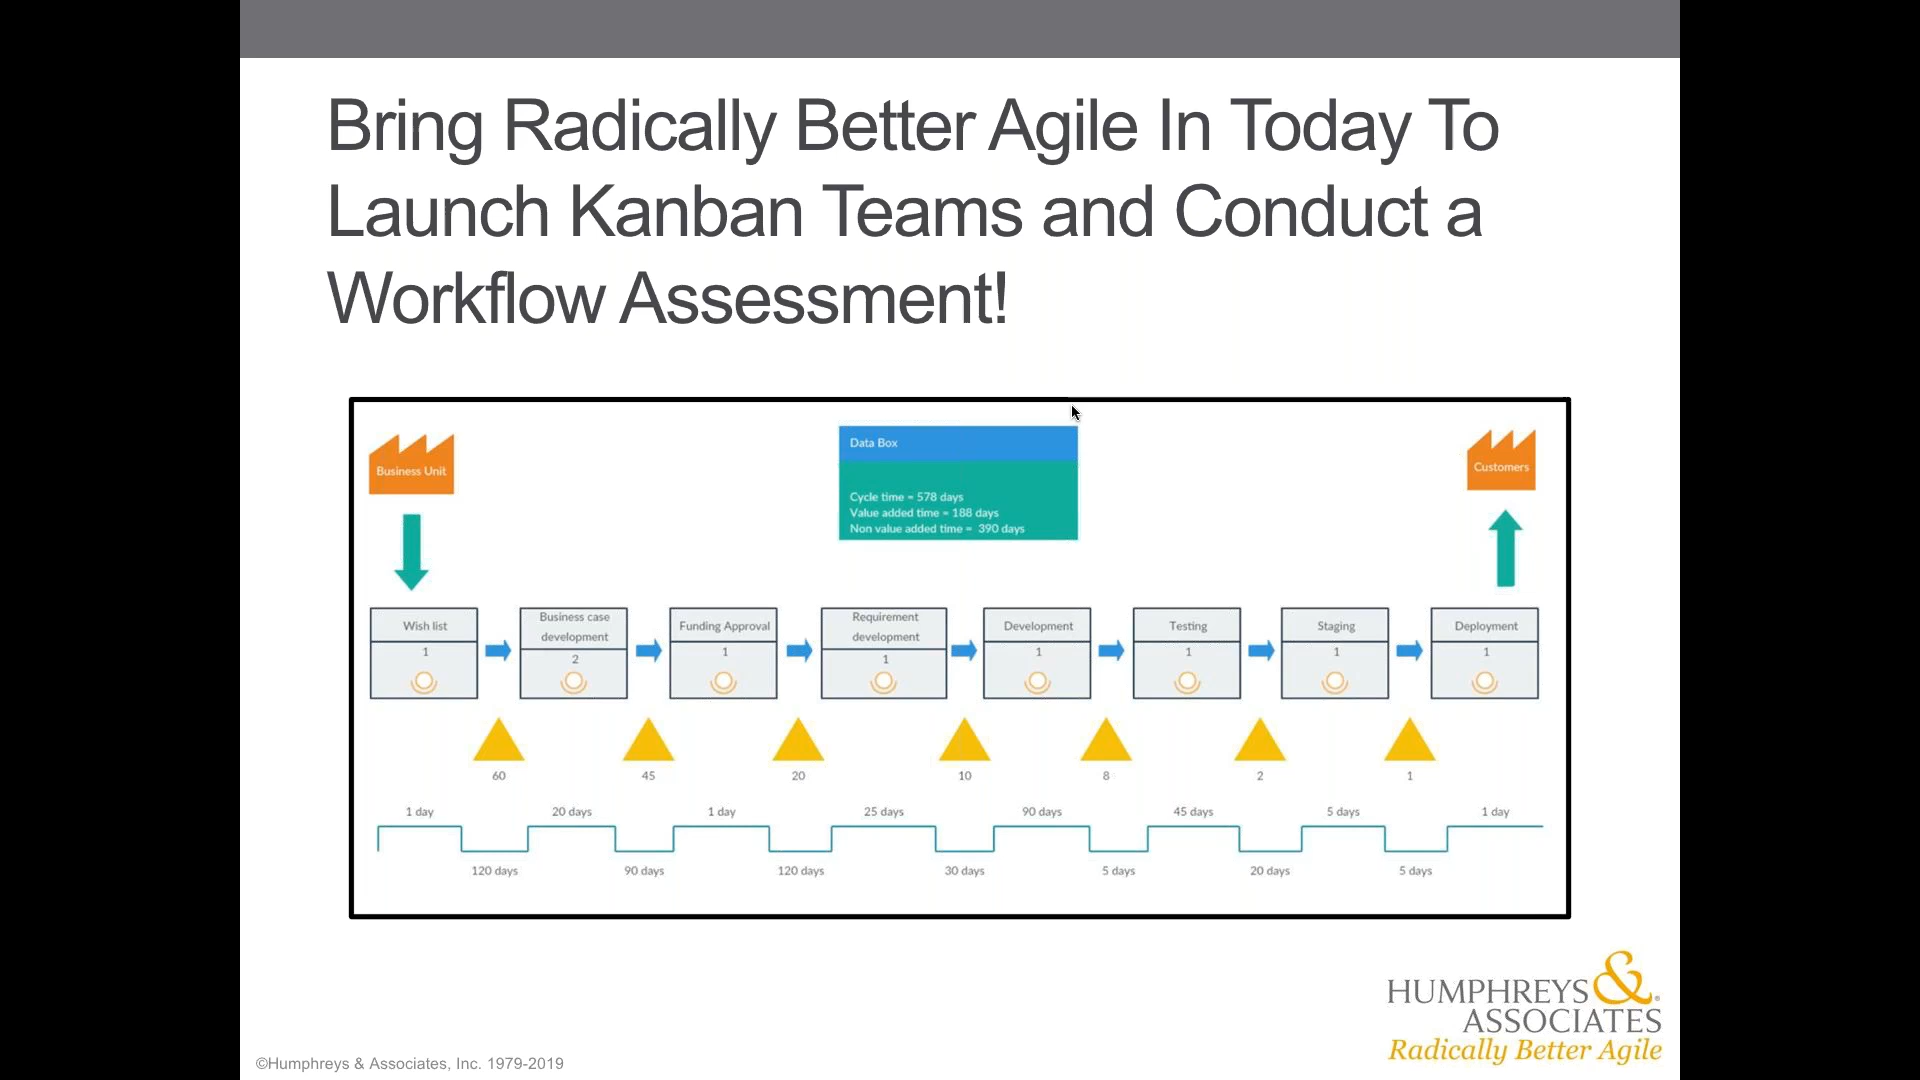 Bring Radically Better Agile In Today To
Launch Kanban Teams and Conduct a
Workflow Assessment!
Business Unit
Data Box
Cycle time = 578 days
Value added time = 188 days
Non value added time = 390 days
Customers
Wish list
1
Business case
development
2
Funding Approval
1
Requirement
development
1
Development
1
Testing
1
Staging
1
Deployment
1
60
45
20
10
8
2
1
1 day
20 days
1 day
25 days
90 days
45 days
5 days
1 day
120 days
90 days
120 days
30 days
5 days
20 days
5 days
HUMPHREYS &®
ASSOCIATES
Radically Better Agile
©Humphreys & Associates, Inc. 1979-2019